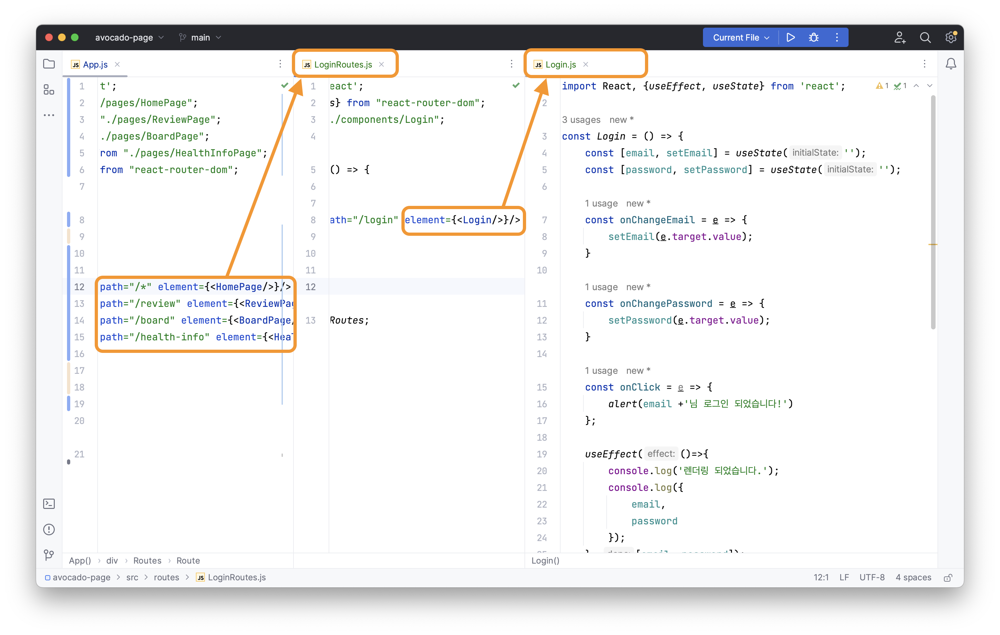 avocado-page
main
Current File
JS App.js
JS LoginRoutes.js
JS Login.js
1 t';
2 /pages/HomePage";
3 "./pages/ReviewPage";
4 ./pages/BoardPage";
5 rom "./pages/HealthInfoPage";
6 from "react-router-dom";
7
8
9
10
11
12 path="/*" element={<HomePage/>}/>
13 path="/review" element={<ReviewPag
14 path="/board" element={<BoardPage/
15 path="/health-info" element={<Heal
16
17
18
19
20
21
App() › div › Routes › Route
1 eact';
2 s} from "react-router-dom";
3 ./components/Login";
4
5 () => {
6
7
8 ath="/login" element={<Login/>}/>
9
10
11
12
13 Routes;
import React, {useEffect, useState} from 'react';
1 1
2
3 usages new *
3 const Login = () => {
4 const [email, setEmail] = useState( initialState: '');
5 const [password, setPassword] = useState( initialState: '');
6
1 usage new *
7 const onChangeEmail = e => {
8 setEmail(e.target.value);
9 }
10
1 usage new *
11 const onChangePassword = e => {
12 setPassword(e.target.value);
13 }
14
1 usage new *
15 const onClick = e => {
16 alert(email +'님 로그인 되었습니다!')
17 };
18
19 useEffect( effect: ()=>{
20 console.log('렌더링 되었습니다.');
21 console.log({
22 email,
23 password
24 });
Login()
avocado-page > src > routes > JS LoginRoutes.js
12:1 LF UTF-8 4 spaces